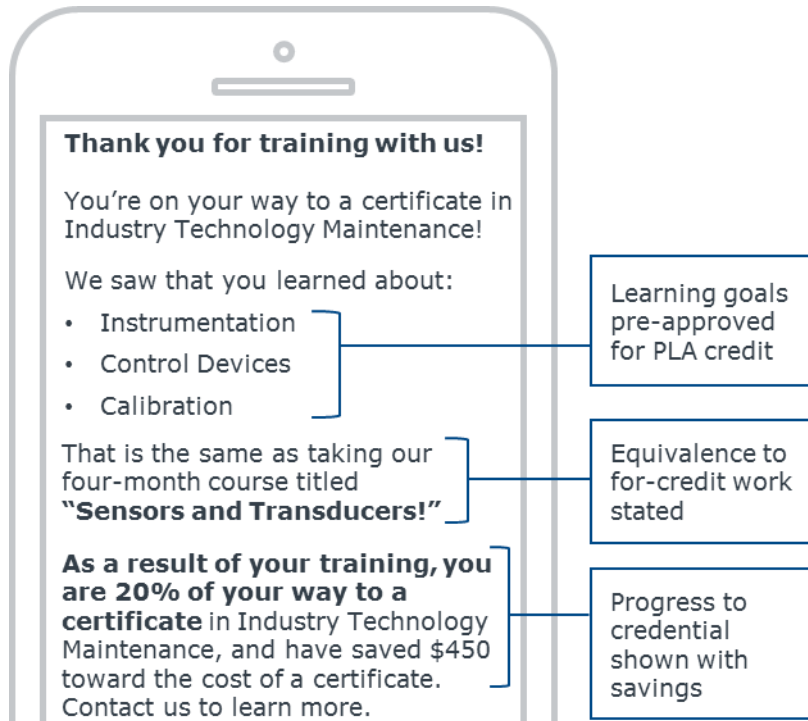 Thank you for training with us!
You’re on your way to a certificate in
Industry Technology Maintenance!
We saw that you learned about:
• Instrumentation
• Control Devices
• Calibration
Learning goals
pre-approved
for PLA credit
That is the same as taking our
four-month course titled
“Sensors and Transducers!”
Equivalence to
for-credit work
stated
As a result of your training, you
are 20% of your way to a
certificate in Industry Technology
Maintenance, and have saved $450
toward the cost of a certificate.
Contact us to learn more.
Progress to
credential
shown with
savings